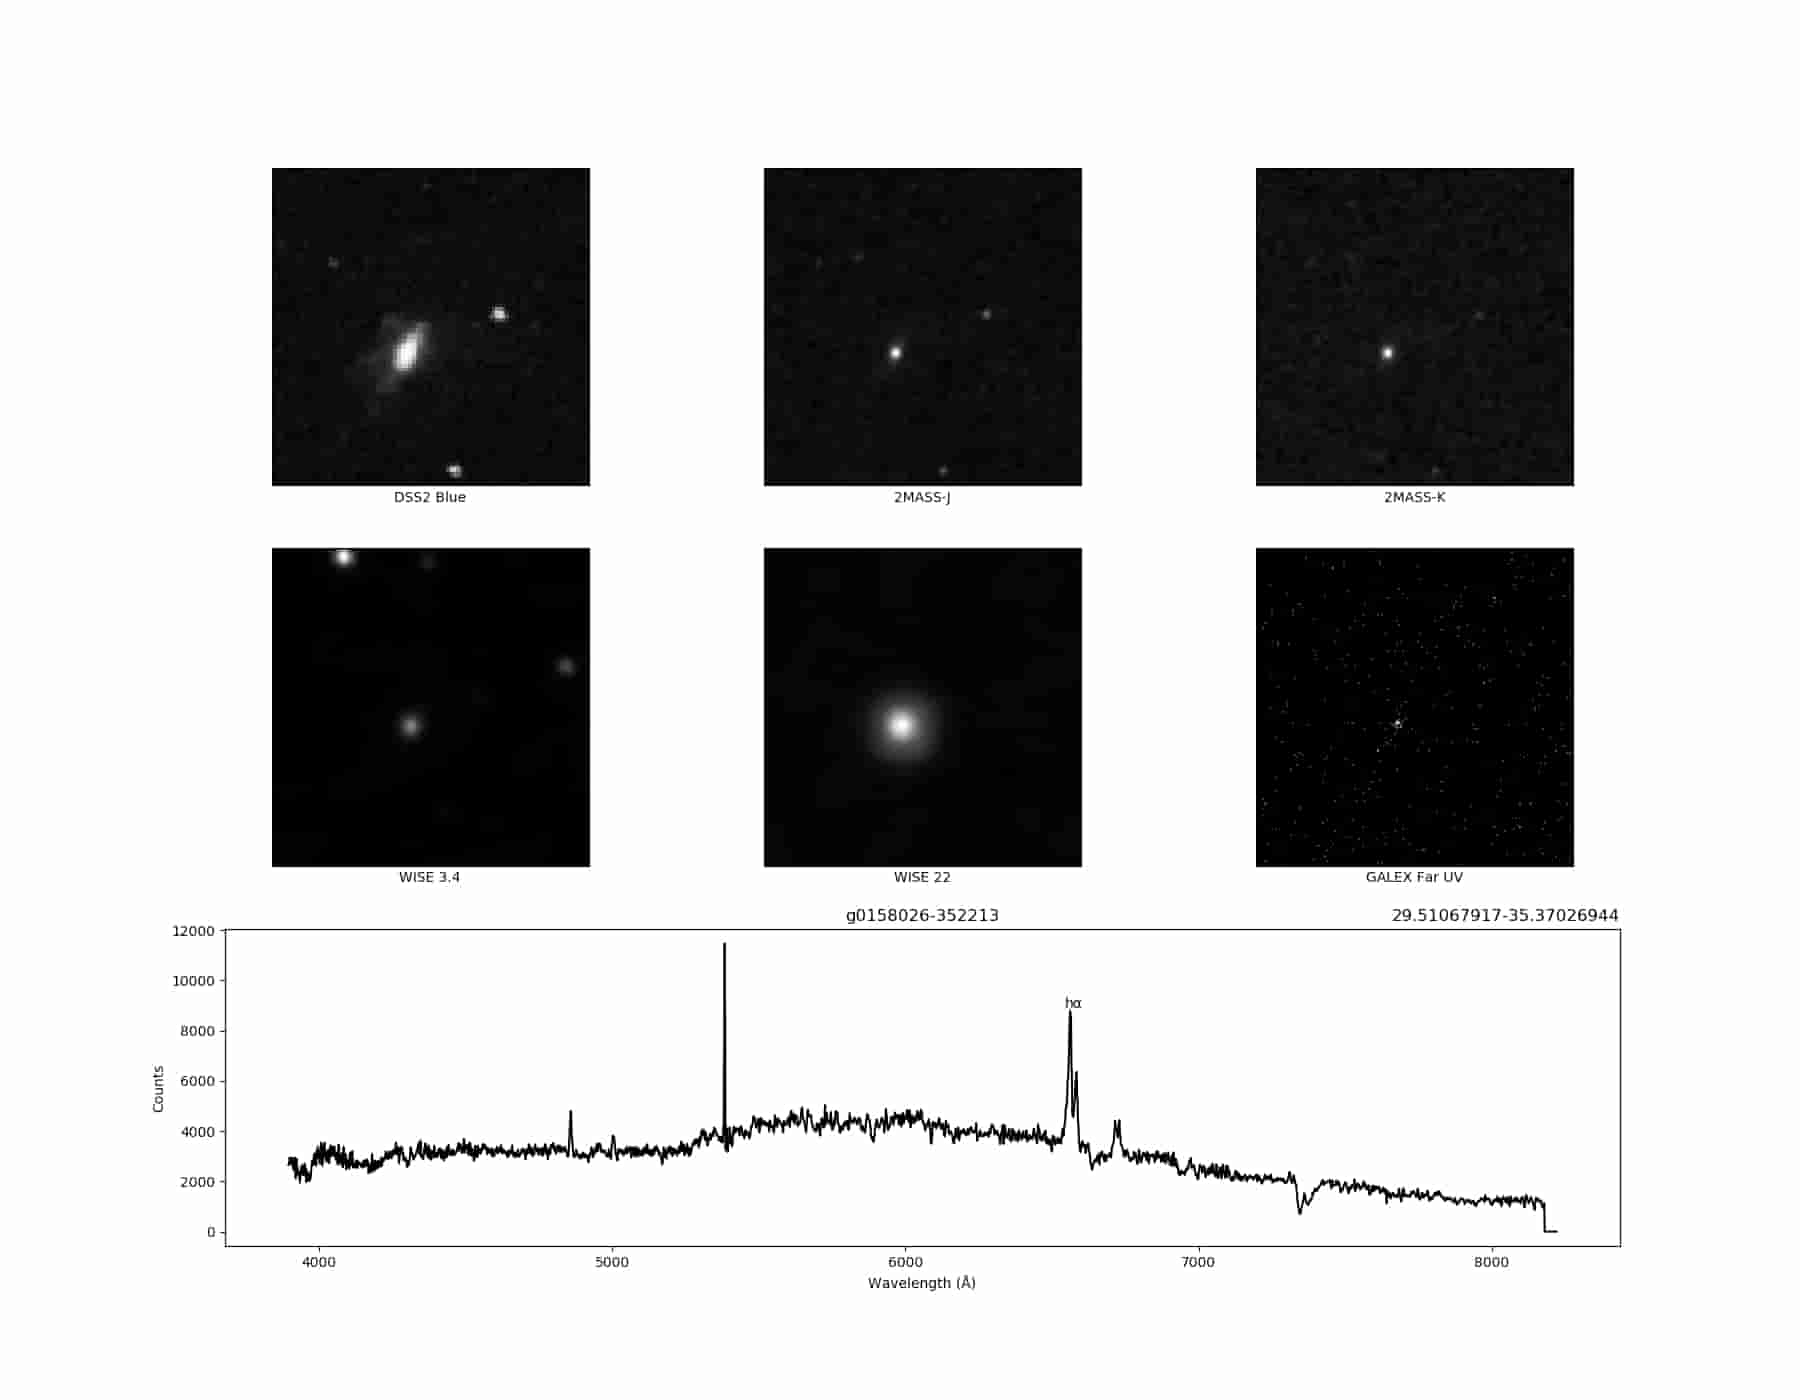 DSS2 Blue
2MASS-J
2MASS-K
WISE 3.4
WISE 22
GALEX Far UV
g0158026-352213
29.51067917-35.37026944
12000
10000
8000
6000
4000
2000
0
Counts
hα
4000
5000
6000
7000
8000
Wavelength (Å)